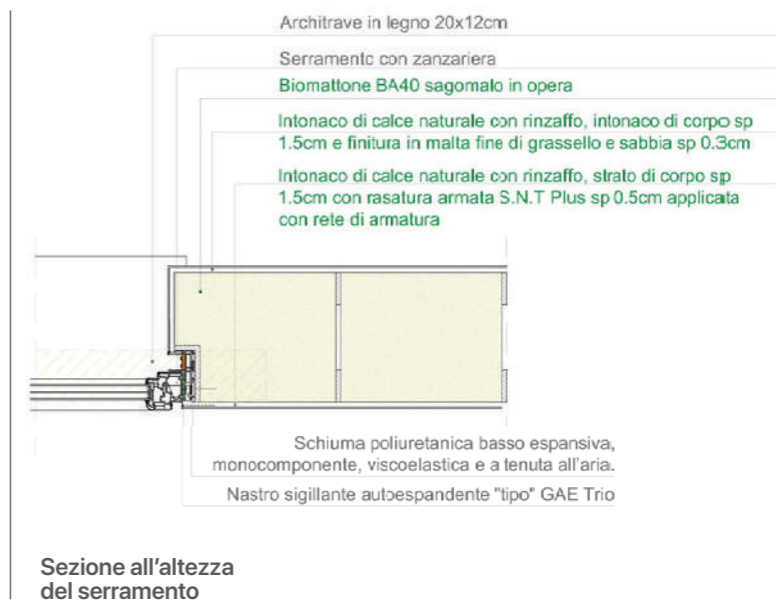 Architrave in legno 20x12cm
Serramento con zanzariera
Biomattone BA40 sagomalo in opera
Intonaco di calce naturale con rinzaffo, intonaco di corpo sp
1.5cm e finitura in malta fine di grassello e sabbia sp 0.3cm
Intonaco di calce naturale con rinzaffo, strato di corpo sp
1.5cm con rasatura armata S.N.T Plus sp 0.5cm applicata
con rete di armatura
Schiuma poliuretanica basso espansiva,
monocomponente, viscoelastica e a tenuta all'aria.
Nastro sigillante autoespandente "tipo" GAE Trio
Sezione all'altezza
del serramento